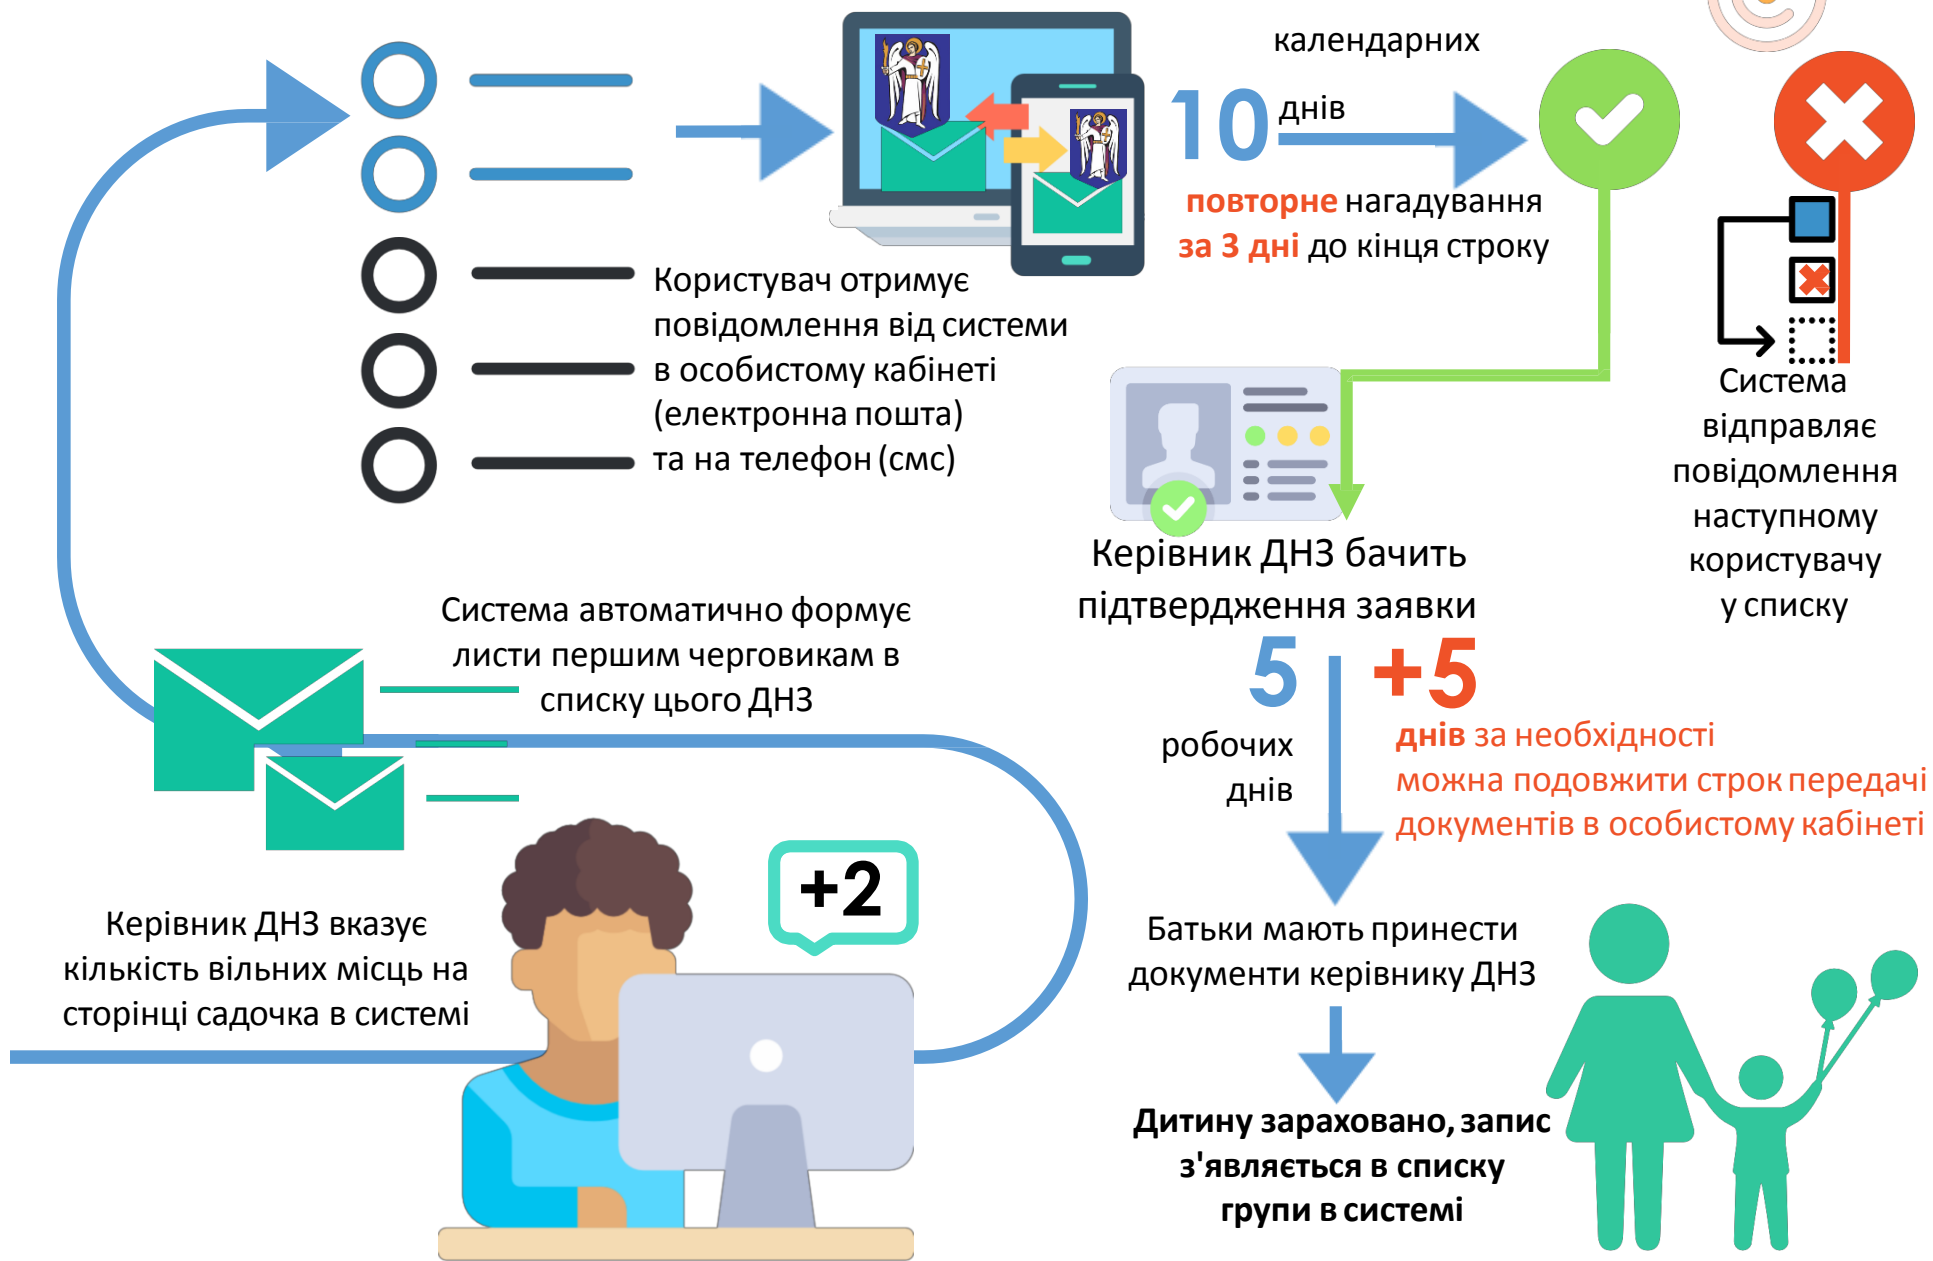 календарних
10 днів
повторне нагадування
за 3 дні до кінця строку
Користувач отримує
повідомлення від системи
в особистому кабінеті
(електронна пошта)
та на телефон (смс)
Система
відправляє
повідомлення
наступному
користувачу
у списку
Керівник ДНЗ бачить
підтвердження заявки
Система автоматично формує
листи першим черговикам в
списку цього ДНЗ
5
робочих
днів
+5
днів за необхідності
можна подовжити строк передачі
документів в особистому кабінеті
+2
Керівник ДНЗ вказує
кількість вільних місць на
сторінці садочка в системі
Батьки мають принести
документи керівнику ДНЗ
Дитину зараховано, запис
з'являється в списку
групи в системі